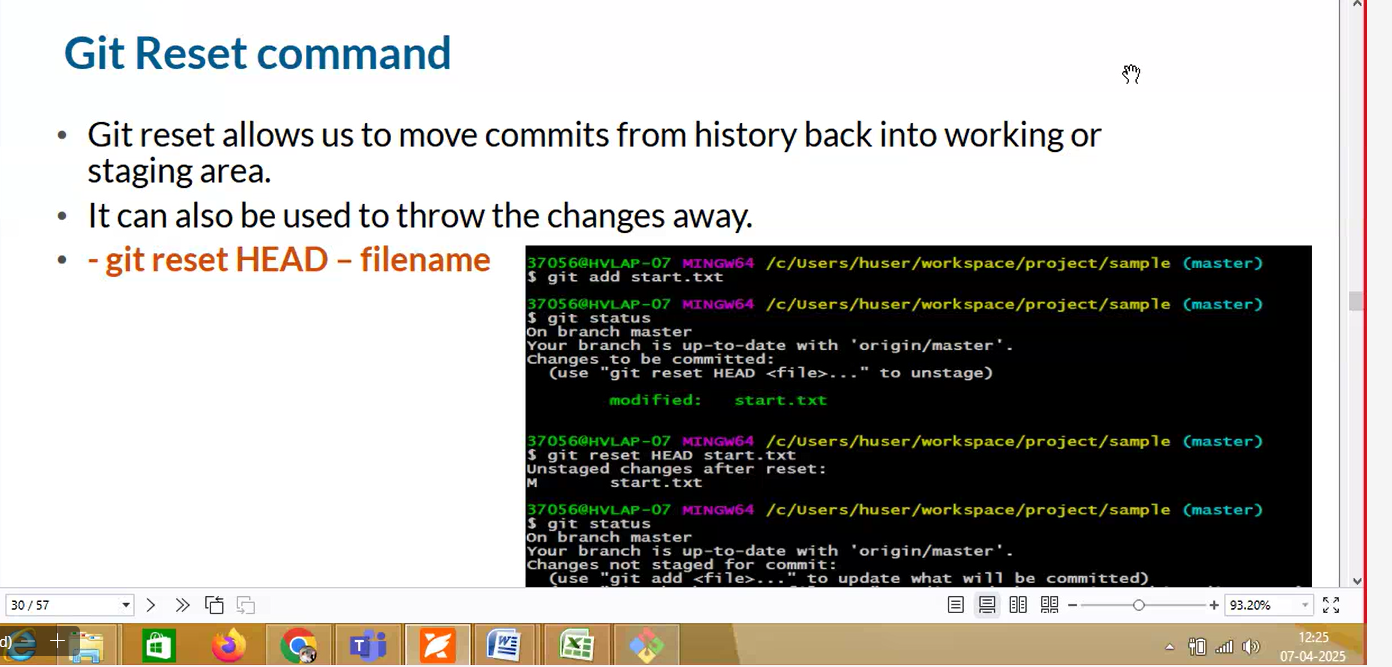 Git Reset command
• Git reset allows us to move commits from history back into working or
staging area.
• It can also be used to throw the changes away.
• - git reset HEAD – filename
37056@HVLAP-07 MINGW64 /c/Users/huser/workspace/project/sample (master)
$ git add start.txt
37056@HVLAP-07 MINGW64 /c/Users/huser/workspace/project/sample (master)
$ git status
On branch master
Your branch is up-to-date with 'origin/master'.
Changes to be committed:
(use "git reset HEAD <file>..." to unstage)
modified: start.txt
37056@HVLAP-07 MINGW64 /c/Users/huser/workspace/project/sample (master)
$ git reset HEAD start.txt
Unstaged changes after reset:
M start.txt
37056@HVLAP-07 MINGW64 /c/Users/huser/workspace/project/sample (master)
$ git status
On branch master
Your branch is up-to-date with 'origin/master'.
Changes not staged for commit:
(use "git add <file>..." to update what will be committed)
30 / 57
93.20%
d)
12:25
07-04-2025